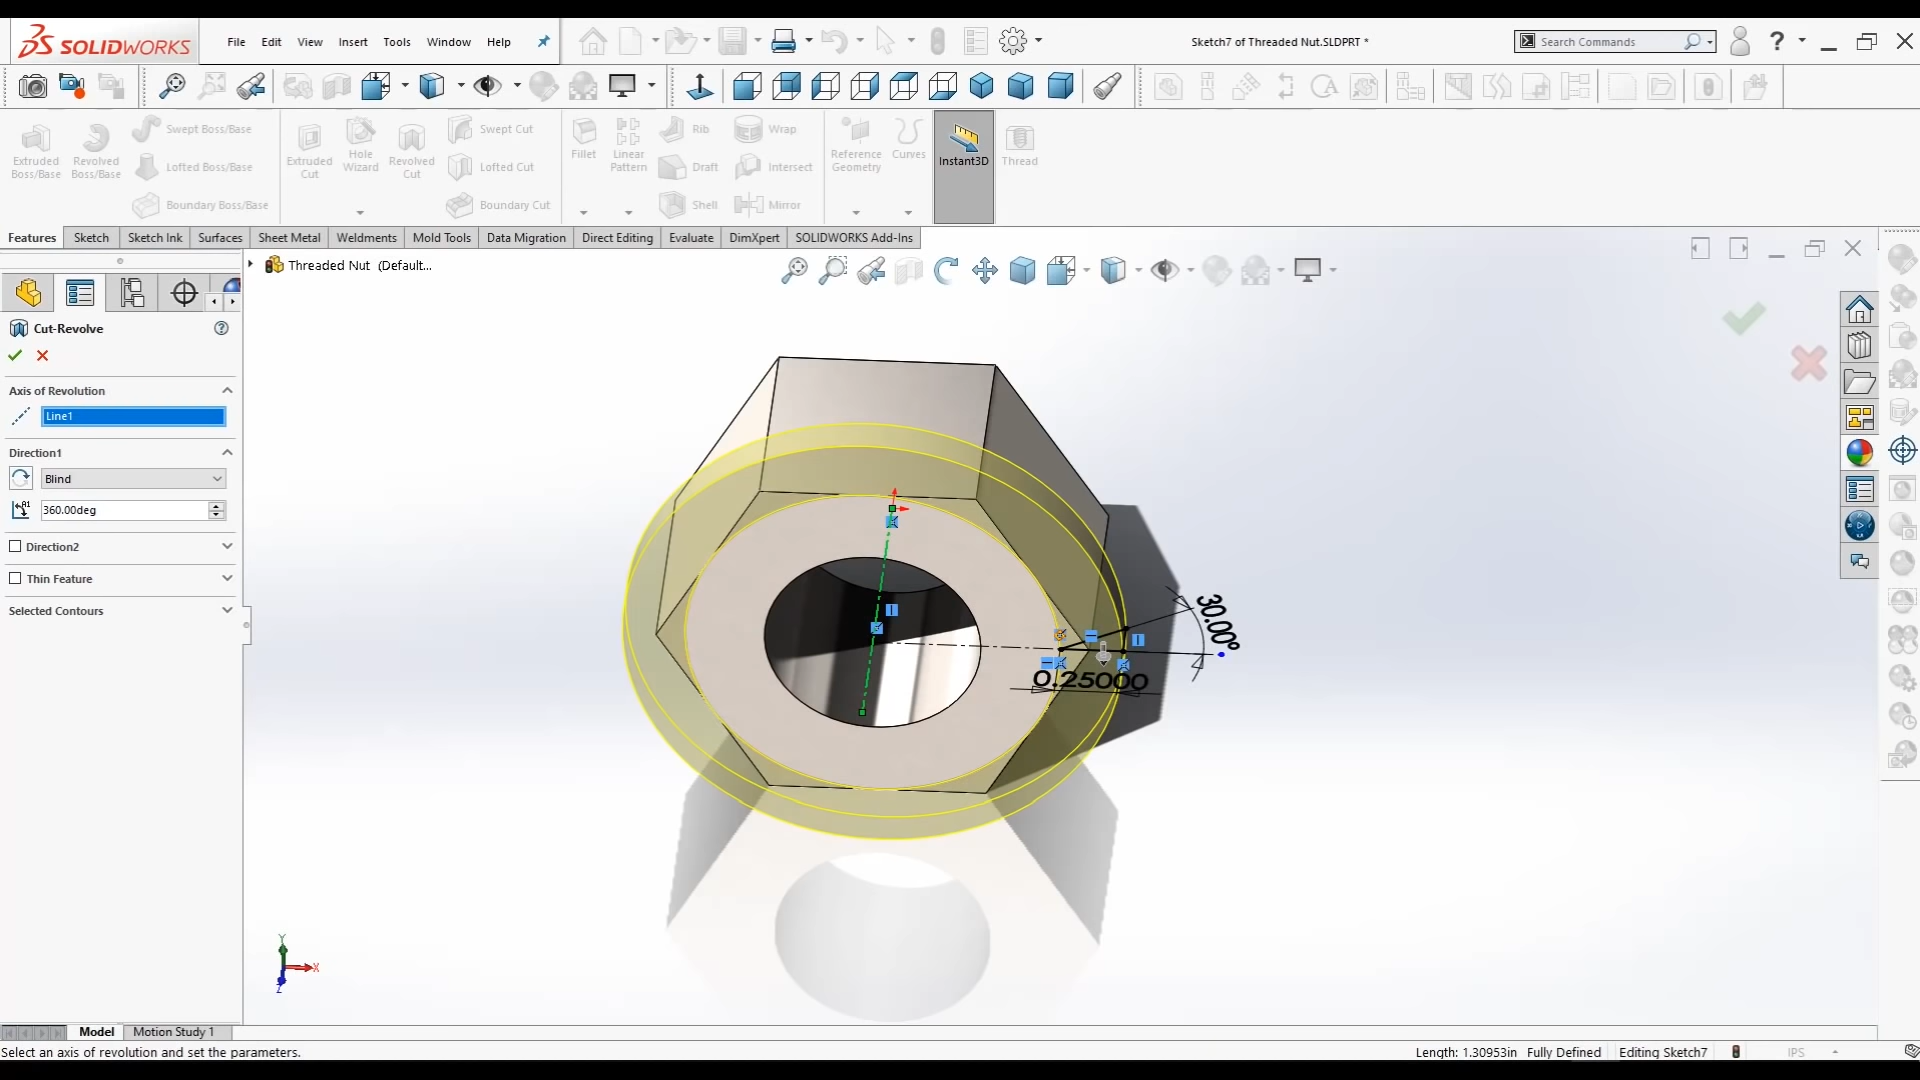 SOLIDWORKS
File Edit View Insert Tools Window Help
Sketch7 of Threaded Nut.SLDPRT *
Search Commands
Extruded Boss/Base
Revolved Boss/Base
Swept Boss/Base
Lofted Boss/Base
Boundary Boss/Base
Extruded Cut
Hole Wizard
Revolved Cut
Swept Cut
Lofted Cut
Boundary Cut
Fillet
Linear Pattern
Rib
Draft
Shell
Wrap
Intersect
Mirror
Reference Geometry
Curves
Instant3D
Thread
Features Sketch Sketch Ink Surfaces Sheet Metal Weldments Mold Tools Data Migration Direct Editing Evaluate DimXpert SOLIDWORKS Add-Ins
Threaded Nut (Default...
Cut-Revolve
Axis of Revolution
Line1
Direction1
Blind
360.00deg
Direction2
Thin Feature
Selected Contours
30.00°
0.25000
Y
X
Z
Model Motion Study 1
Select an axis of revolution and set the parameters.
Length: 1.30953in Fully Defined Editing Sketch7 IPS